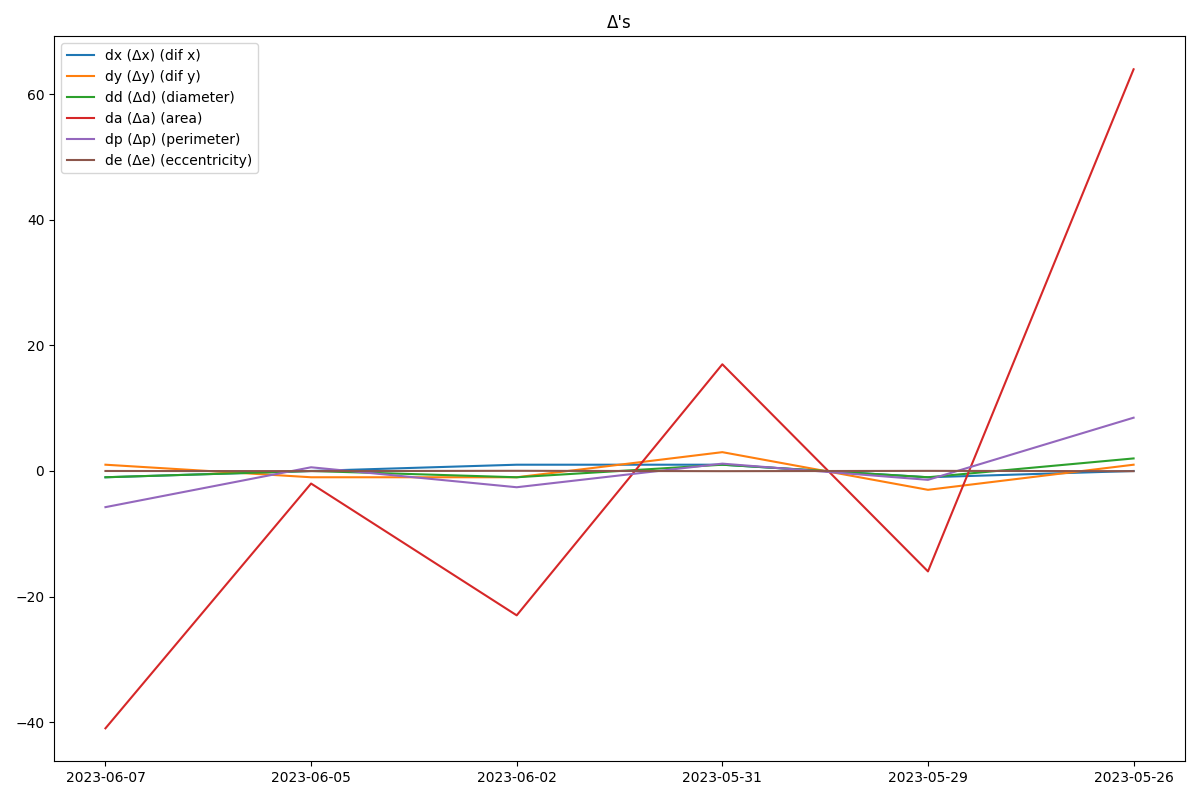 Δ's
dx (Δx) (dif x)
dy (Δy) (dif y)
dd (Δd) (diameter)
da (Δa) (area)
dp (Δp) (perimeter)
de (Δe) (eccentricity)
60
40
20
0
−20
−40
2023-06-07 2023-06-05 2023-06-02 2023-05-31 2023-05-29 2023-05-26